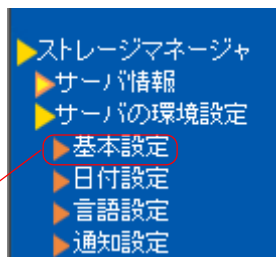 ストレージマネージャ
サーバ情報
サーバの環境設定
基本設定
日付設定
言語設定
通知設定